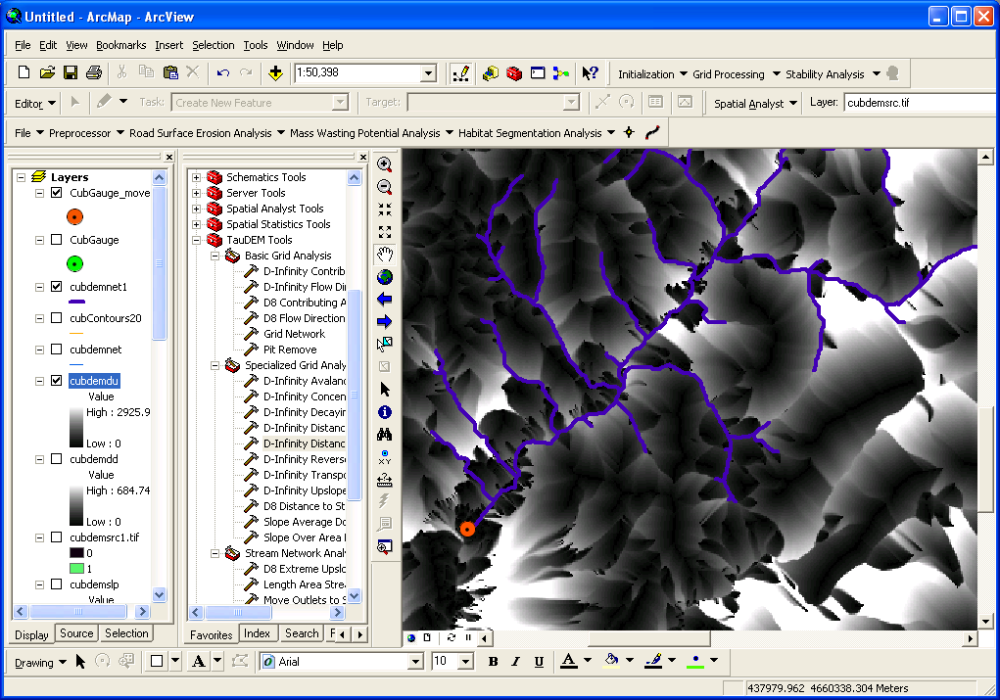 Untitled - ArcMap - ArcView
File Edit View Bookmarks Insert Selection Tools Window Help
1:50,398 Initialization Grid Processing Stability Analysis
Editor Task: Create New Feature Target: Spatial Analyst Layer: cubdemsrc.tif
File Preprocessor Road Surface Erosion Analysis Mass Wasting Potential Analysis Habitat Segmentation Analysis
Layers
CubGauge_move
CubGauge
cubdemnet1
cubContours20
cubdemnet
cubdemdu
Value
High : 2925.9
Low : 0
cubdemdd
Value
High : 684.74
Low : 0
cubdemsrc1.tif
0
1
cubdemslp
Value
Display Source Selection
Schematics Tools
Server Tools
Spatial Analyst Tools
Spatial Statistics Tools
TauDEM Tools
Basic Grid Analysis
D-Infinity Contrib
D-Infinity Flow Dir
D8 Contributing A
D8 Flow Direction
Grid Network
Pit Remove
Specialized Grid Analy
D-Infinity Avalanc
D-Infinity Concen
D-Infinity Decayin
D-Infinity Distanc
D-Infinity Distanc
D-Infinity Revers
D-Infinity Transpo
D-Infinity Upslope
D8 Distance to St
Slope Average Do
Slope Over Area
Stream Network Anal
D8 Extreme Upslo
Length Area Strea
Move Outlets to S
Favorites Index Search F
XY
Drawing A Arial 10 B I U A
437979.962 4660338.304 Meters